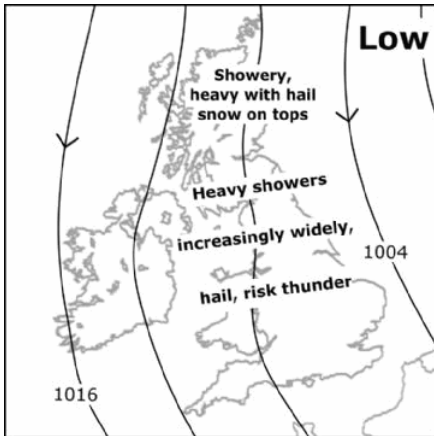 Low
Showery,
heavy with hail
snow on tops
Heavy showers
increasingly widely,
1004
hail, risk thunder
1016